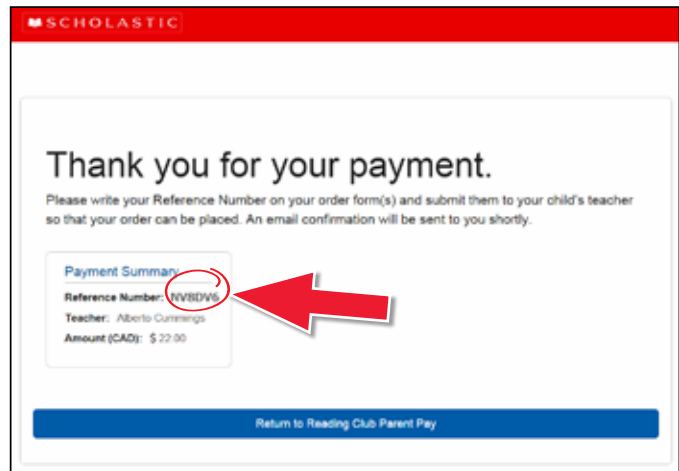 SCHOLASTIC
Thank you for your payment.
Please write your Reference Number on your order form(s) and submit them to your child's teacher
so that your order can be placed. An email confirmation will be sent to you shortly.
Payment Summary
Reference Number: NV8DV6
Teacher: Alberto Cummings
Amount (CAD): $ 22.00
Return to Reading Club Parent Pay